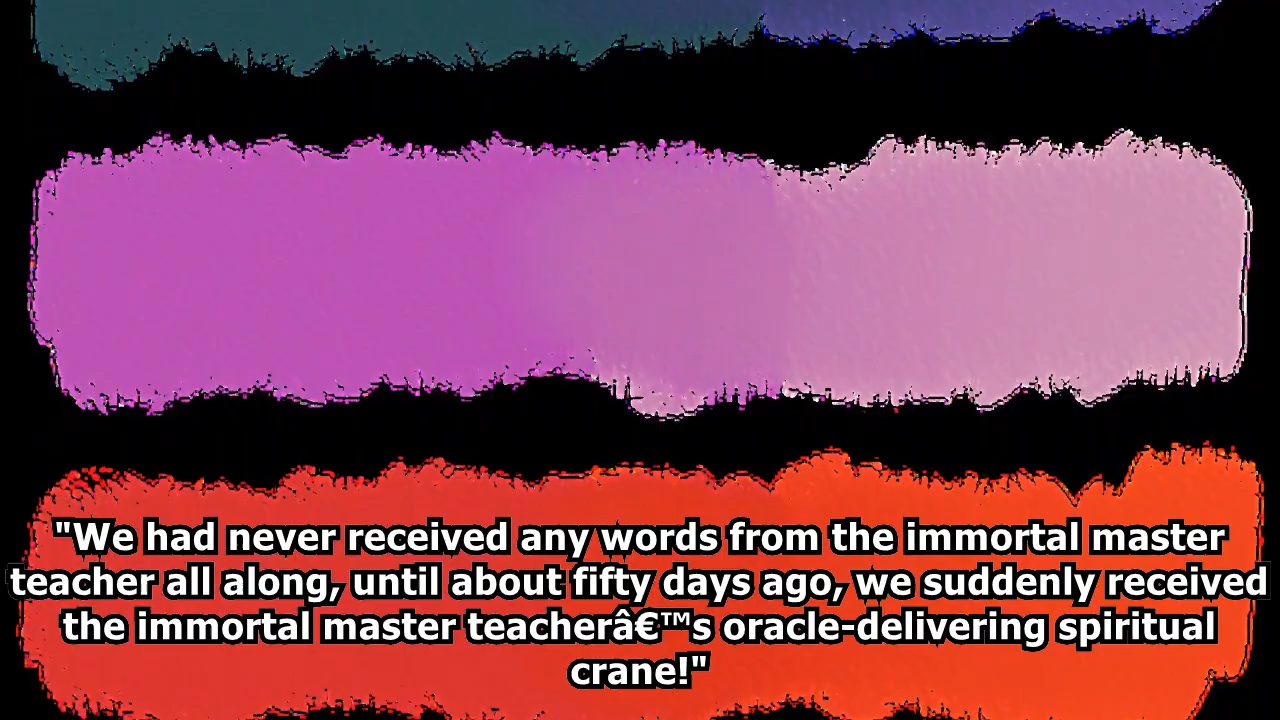 "We had never received any words from the immortal master
teacher all along, until about fifty days ago, we suddenly received
the immortal master teacherâ€™s oracle-delivering spiritual
crane!"